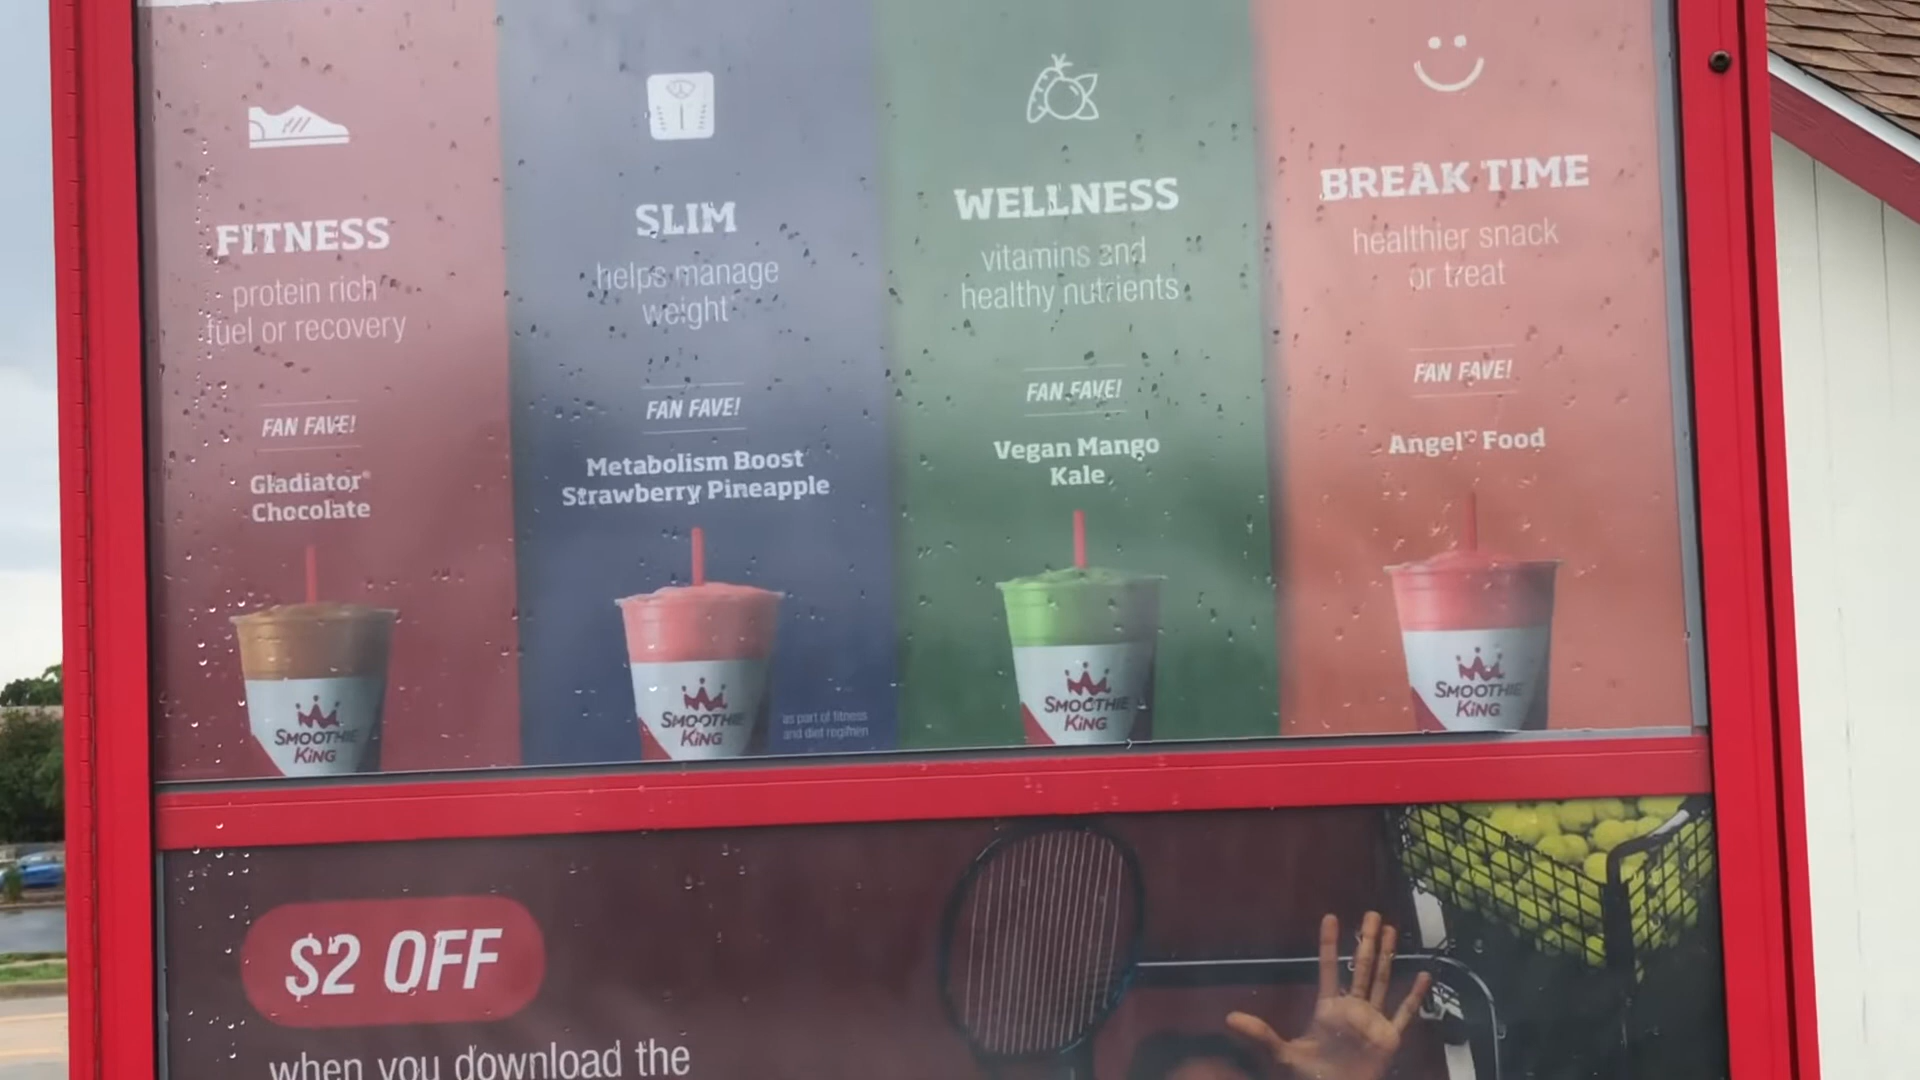 FITNESS
protein rich
fuel or recovery
FAN FAVE!
Gladiator®
Chocolate
SMOOTHIE
KING
SLIM
helps manage
weight*
FAN FAVE!
Metabolism Boost
Strawberry Pineapple
SMOOTHIE
KING
as part of fitness
and diet regimen
WELLNESS
vitamins and
healthy nutrients
FAN FAVE!
Vegan Mango
Kale
SMOOTHIE
KING
BREAK TIME
healthier snack
or treat
FAN FAVE!
Angel® Food
SMOOTHIE
KING
$2 OFF
when you download the